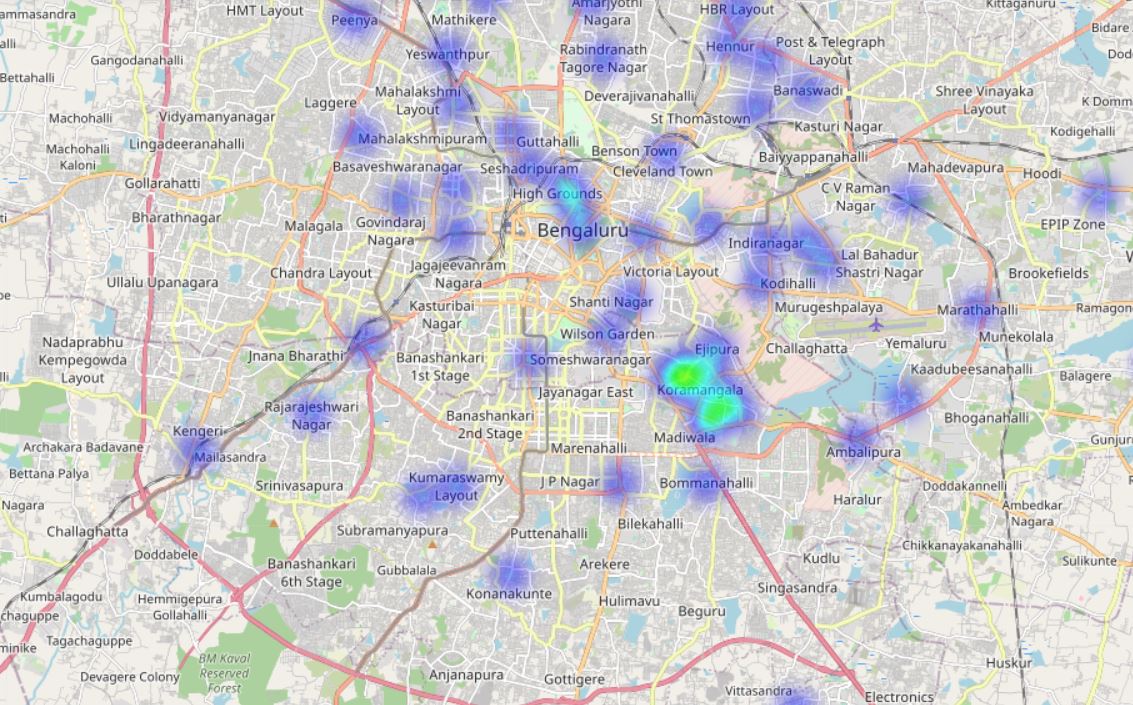 ammasandra
HMT Layout
Peenya
Mathikere
Amarjyothi
Nagara
HBR Layout
Kittaganuru
Bidare
alli
Gangodanahalli
Yeswanthpur
Rabindranath
Tagore Nagar
Hennur
Post & Telegraph
Layout
Dod
Bettahalli
Laggere
Mahalakshmi
Layout
Deverajivanahalli
Banaswadi
Shree Vinayaka
Layout
K Domm
Machohalli
Vidyamanyanagar
St Thomastown
Kasturi Nagar
Kodigehalli
Machohalli
Kaloni
Lingadeeranahalli
Mahalakshmipuram
Guttahalli
Benson Town
Baiyyappanahalli
Gollarahatti
Basaveshwaranagar
Seshadripuram
Cleveland Town
Mahadevapura
Hoodi
High Grounds
C V Raman
Nagar
ti
Bharathnagar
Malagala
Govindaraj
Nagara
Bengaluru
Indiranagar
EPIP Zone
Lal Bahadur
Shastri Nagar
W
Ullalu Upanagara
Chandra Layout
Jagajeevanram
Nagara
Victoria Layout
Kodihalli
Brookefields
pe
Kasturibai
Nagar
Shanti Nagar
Murugeshpalaya
Marathahalli
Ramagon
Nadaprabhu
Kempegowda
Layout
Jnana Bharathi
Banashankari
1st Stage
Wilson Garden
Someshwaranagar
Ejipura
Challaghatta
Yemaluru
Munekolala
li
Koramangala
Kaadubeesanahalli
Balagere
Rajarajeshwari
Nagar
Jayanagar East
Bhoganahalli
Kengeri
Banashankari
2nd Stage
Madiwala
Archakara Badavane
Mailasandra
Marenahalli
Ambalipura
Gunjur
Bettana Palya
Srinivasapura
Kumaraswamy
Layout
J P Nagar
Bommanahalli
Doddakannelli
R
Nagara
Haralur
Ambedkar
Nagara
Challaghatta
Subramanyapura
Puttenahalli
Bilekahalli
Chikkanayakanahalli
Doddabele
Banashankari
6th Stage
Gubbalala
Arekere
Kudlu
Sulikunte
Kumbalagodu
Hemmigepura
Gollahalli
Konanakunte
Hulimavu
Singasandra
chaguppe
Beguru
minike
Tagachaguppe
BM Kaval
Reserved
Forest
Huskur
Devagere Colony
Anjanapura
Gottigere
Vittasandra
Electronics